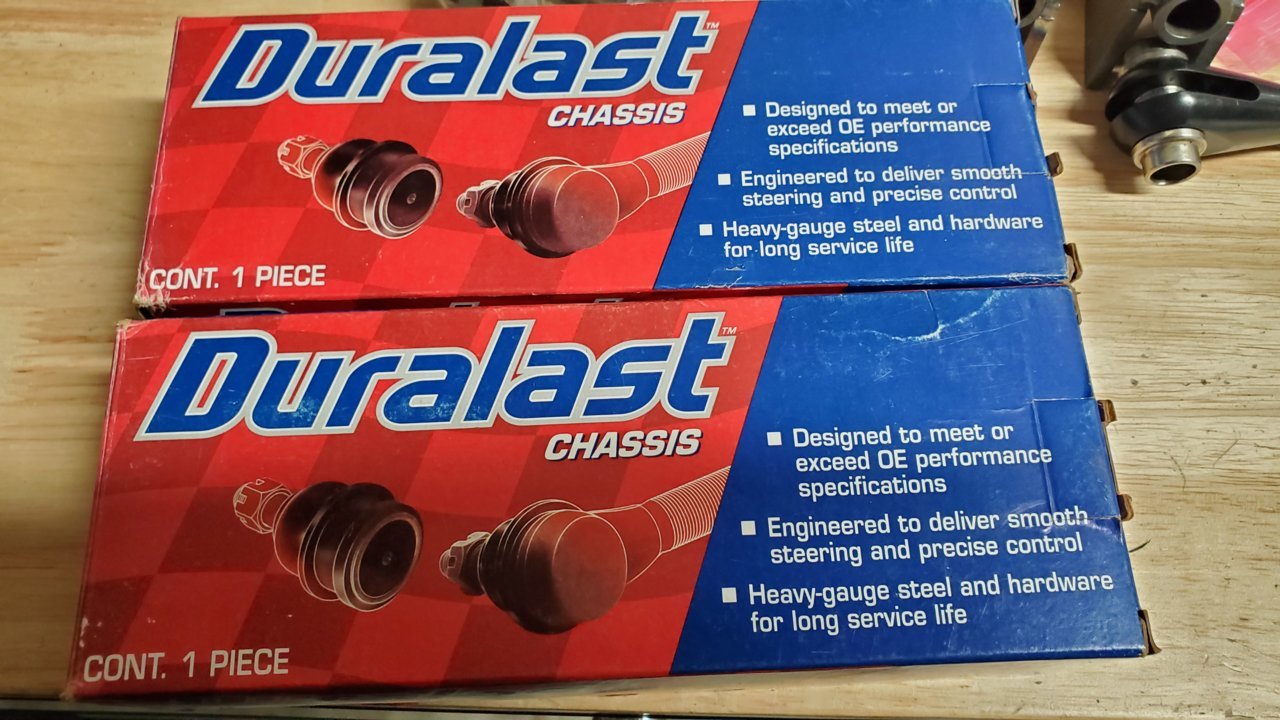 Duralast™
CHASSIS
■ Designed to meet or
exceed OE performance
specifications
■ Engineered to deliver smooth
steering and precise control
■ Heavy-gauge steel and hardware
for long service life
CONT. 1 PIECE
Duralast™
CHASSIS
■ Designed to meet or
exceed OE performance
specifications
■ Engineered to deliver smooth
steering and precise control
■ Heavy-gauge steel and hardware
for long service life
CONT. 1 PIECE